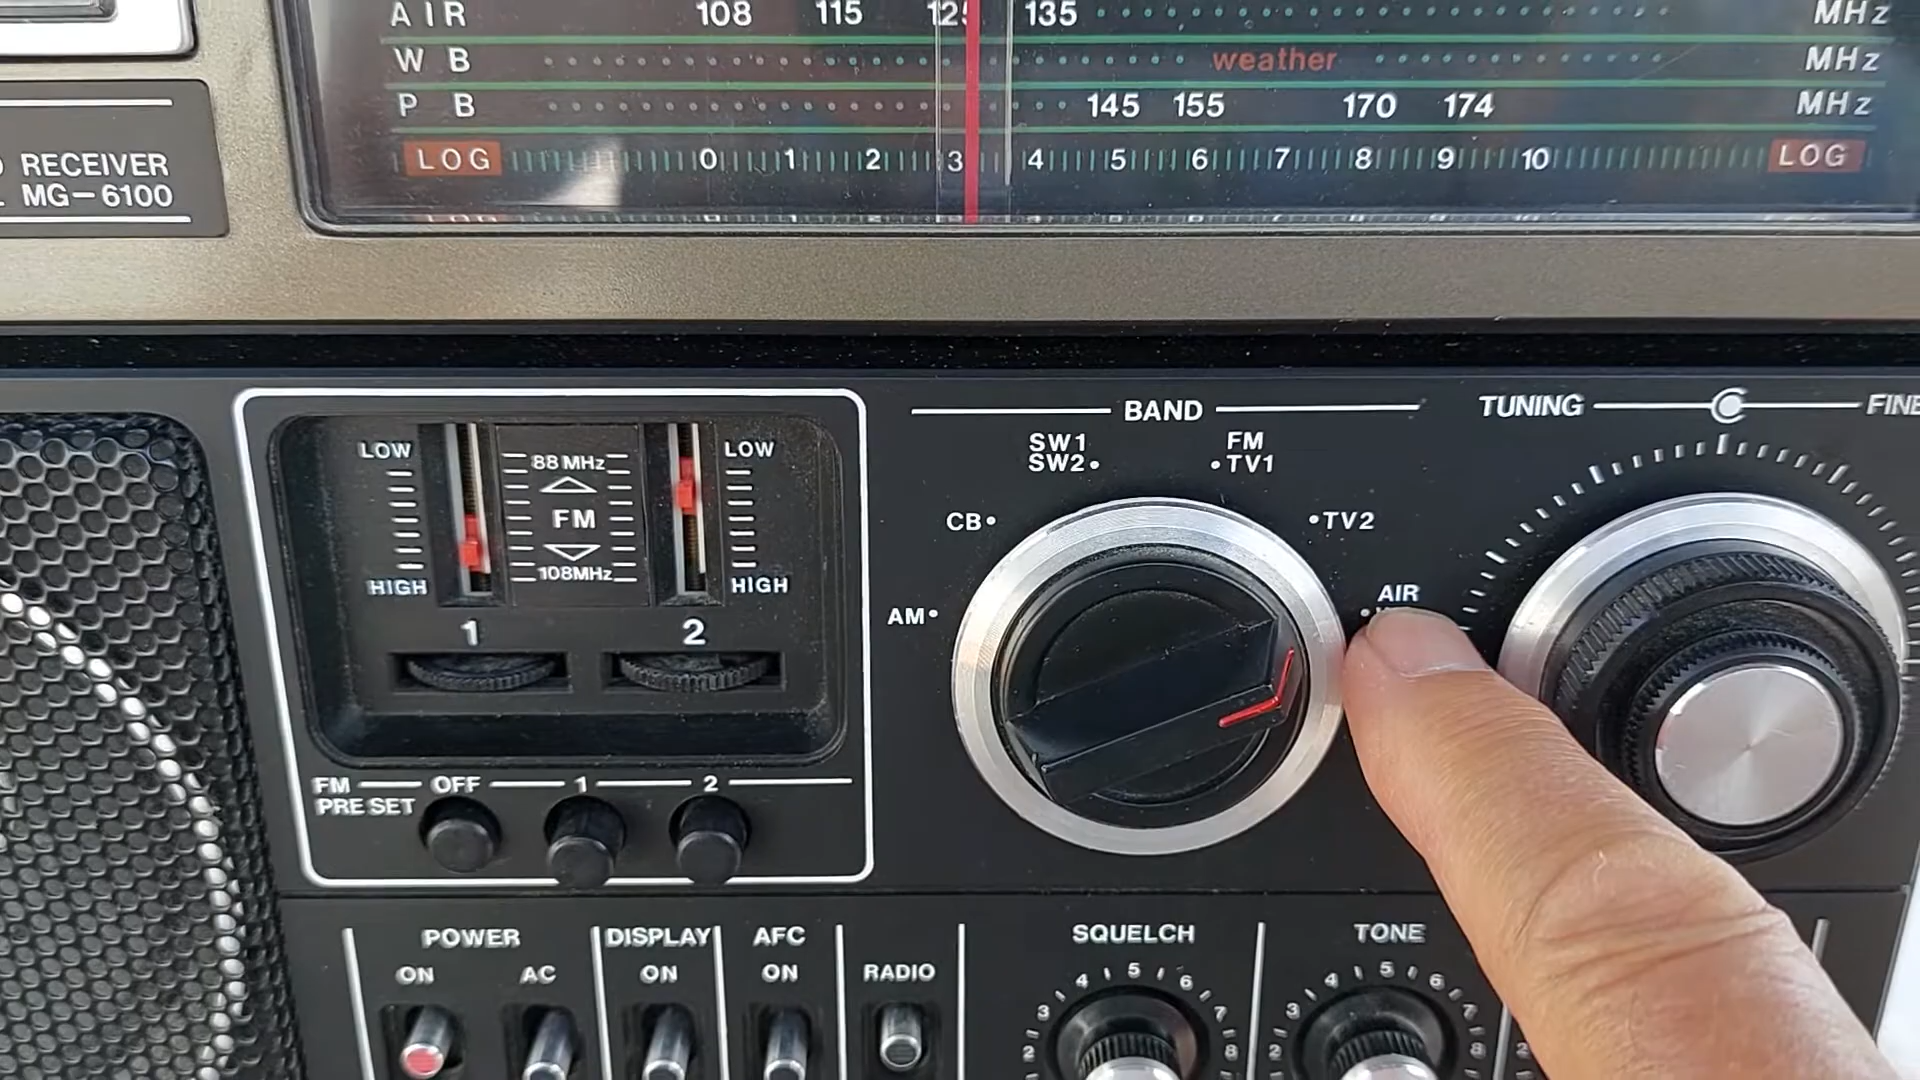 AIR 108 115 125 135 MHz
WB weather MHz
PB 145 155 170 174 MHz
LOG 0 1 2 3 4 5 6 7 8 9 10 LOG
RECEIVER
MG-6100
BAND
TUNING FINE
SW1
SW2
FM
TV1
CB
TV2
AM
AIR
LOW 88 MHz LOW
FM
HIGH 108MHz HIGH
1 2
FM OFF 1 2
PRE SET
POWER DISPLAY AFC SQUELCH TONE
ON AC ON ON RADIO
2 3 4 5 6 7 8
2 3 4 5 6 7 8